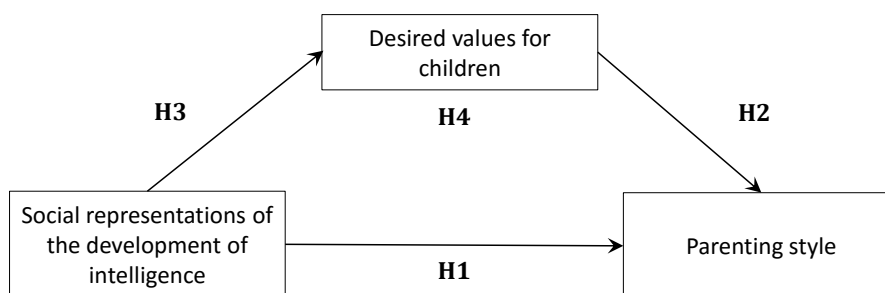 Desired values for
children
H3
H4
H2
Social representations of
the development of
intelligence
Parenting style
H1